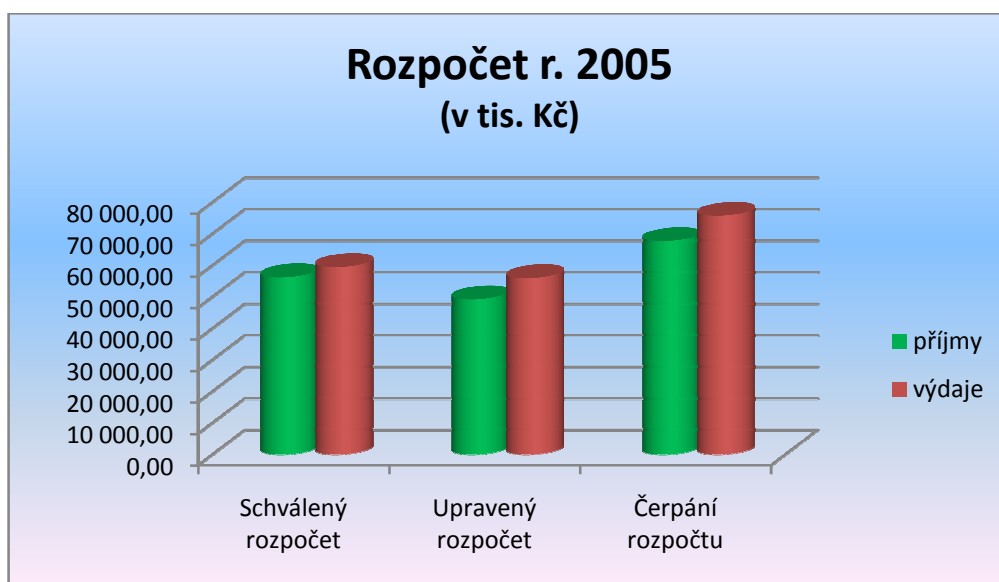 Rozpočet r. 2005
(v tis. Kč)
80 000,00
70 000,00
60 000,00
50 000,00
40 000,00
30 000,00
20 000,00
10 000,00
0,00
Schválený
rozpočet
Upravený
rozpočet
Čerpání
rozpočtu
příjmy
výdaje